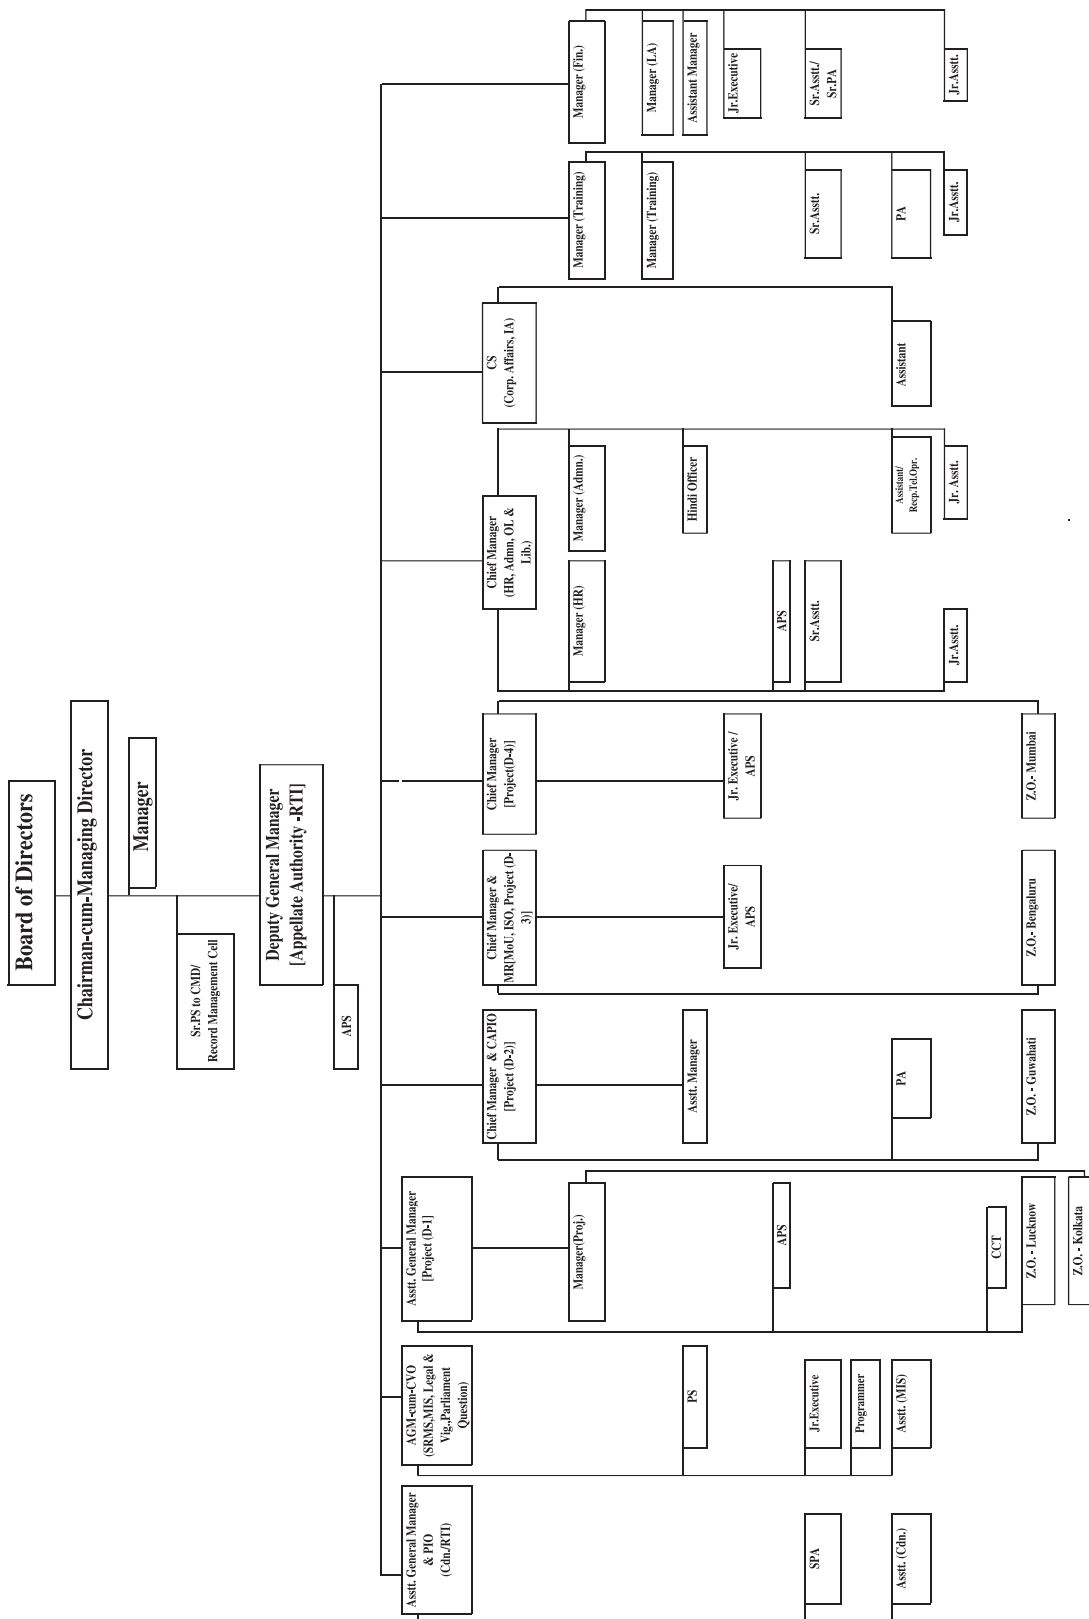 Board of Directors
Chairman-cum-Managing Director
Manager
Sr.PS to CMD/
Record Management Cell
Deputy General Manager
[Appellate Authority -RTI]
APS
Asstt. General Manager
& PIO
(Cdn./RTI)
SPA
Asstt. (Cdn.)
AGM-cum-CVO
(SRMS,MIS, Legal &
Vig.,Parliament
Question)
PS
Jr.Executive
Programmer
Asstt. (MIS)
Asstt. General Manager
[Project (D-1]
Manager(Proj.)
APS
CCT
Z.O. - Lucknow
Z.O. - Kolkata
Chief Manager & CAPIO
[Project (D-2)]
Asstt. Manager
PA
Z.O. - Guwahati
Chief Manager &
MR[MoU, ISO, Project (D-
3)]
Jr. Executive/
APS
Z.O.- Bengaluru
Chief Manager
[Project(D-4)]
Jr. Executive /
APS
Z.O.- Mumbai
Chief Manager
(HR, Admn, OL &
Lib.)
Manager (HR)
APS
Sr.Asstt.
Jr.Asstt.
Manager (Admn.)
Hindi Officer
Assistant/
Recp.Tel.Opr.
Jr. Asstt.
CS
(Corp. Affairs, IA)
Assistant
Manager (Training)
Manager (Training)
Sr.Asstt.
PA
Jr.Asstt.
Manager (Fin.)
Manager (LA)
Assistant Manager
Jr.Executive
Sr.Asstt./
Sr.PA
Jr.Asstt.